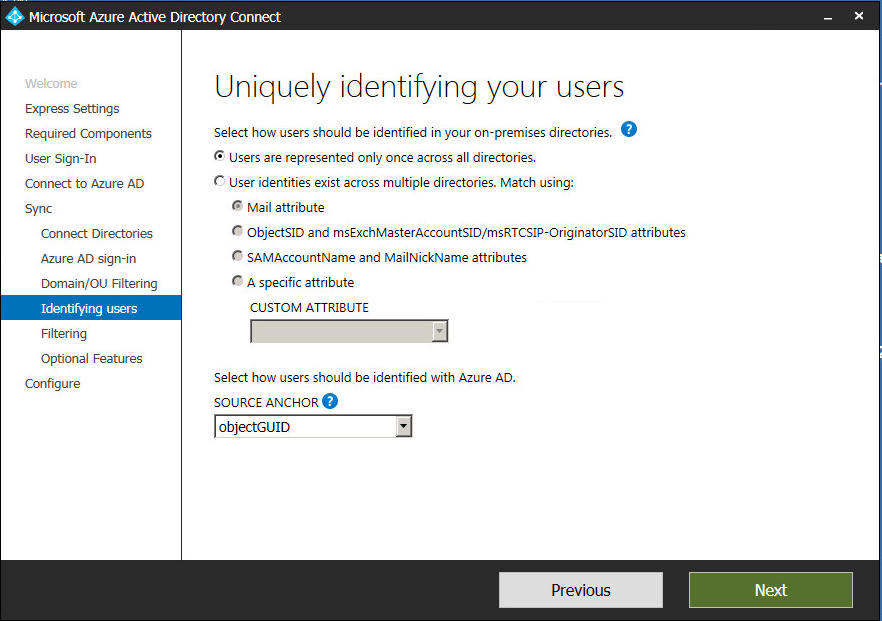 Microsoft Azure Active Directory Connect
Welcome
Express Settings
Required Components
User Sign-In
Connect to Azure AD
Sync
Connect Directories
Azure AD sign-in
Domain/OU Filtering
Identifying users
Filtering
Optional Features
Configure
Uniquely identifying your users
Select how users should be identified in your on-premises directories. ?
Users are represented only once across all directories.
User identities exist across multiple directories. Match using:
Mail attribute
ObjectSID and msExchMasterAccountSID/msRTCSIP-OriginatorSID attributes
SAMAccountName and MailNickName attributes
A specific attribute
CUSTOM ATTRIBUTE
Select how users should be identified with Azure AD.
SOURCE ANCHOR ?
objectGUID
Previous
Next